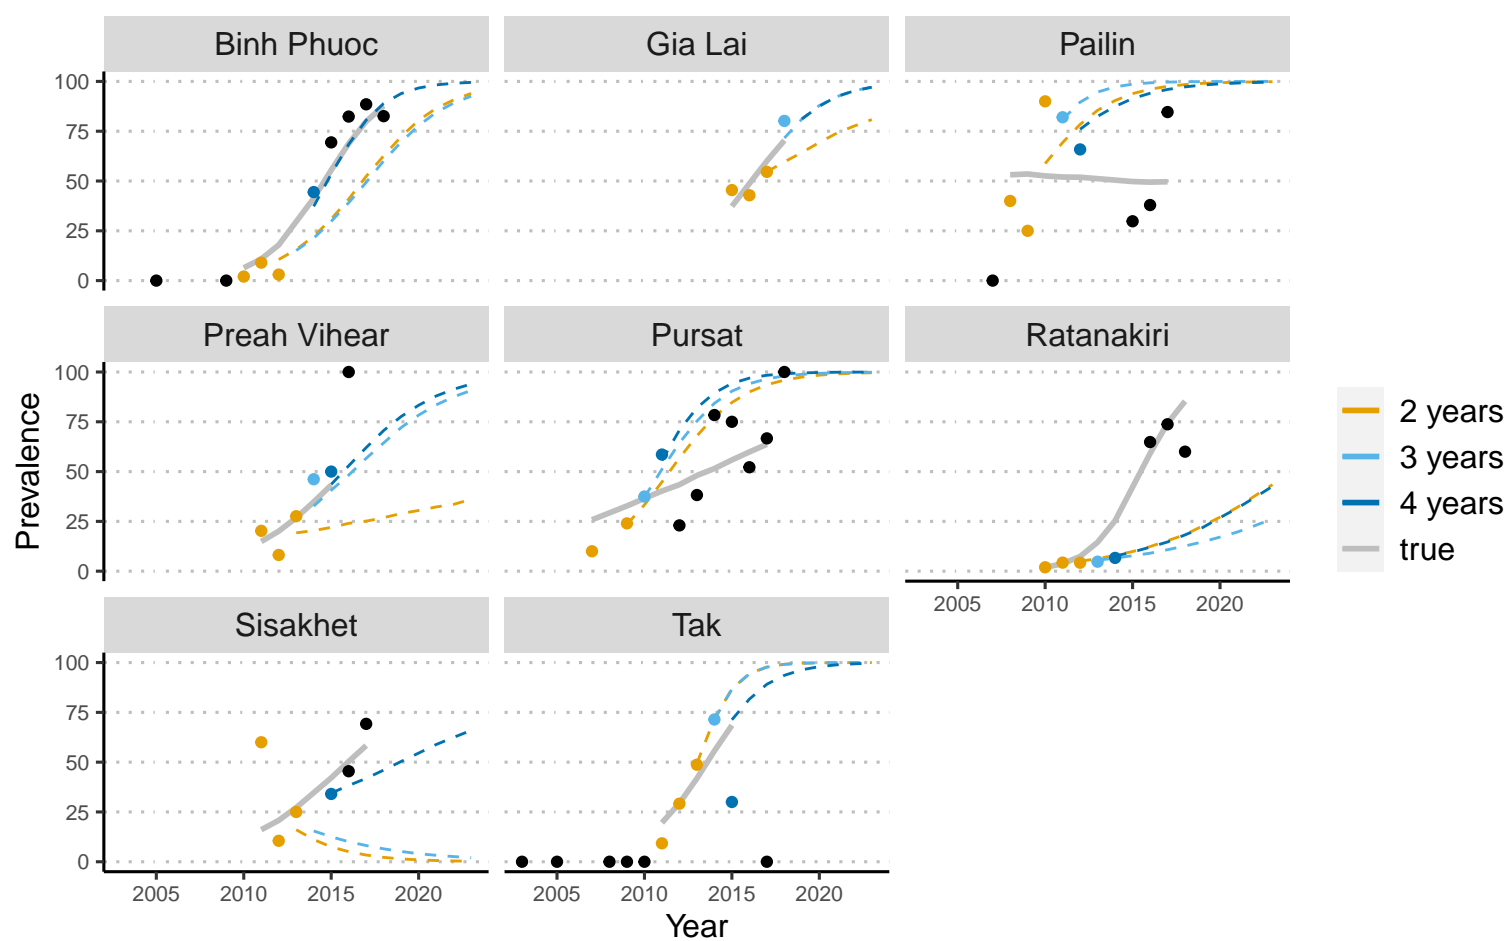 Binh Phuoc Gia Lai Pailin
100
75
50
25
0
Preah Vihear Pursat Ratanakiri
100
75
50
25
0
2005 2010 2015 2020
Sisakhet Tak
100
75
50
25
0
2005 2010 2015 2020 2005 2010 2015 2020
Year
Prevalence
2 years
3 years
4 years
true